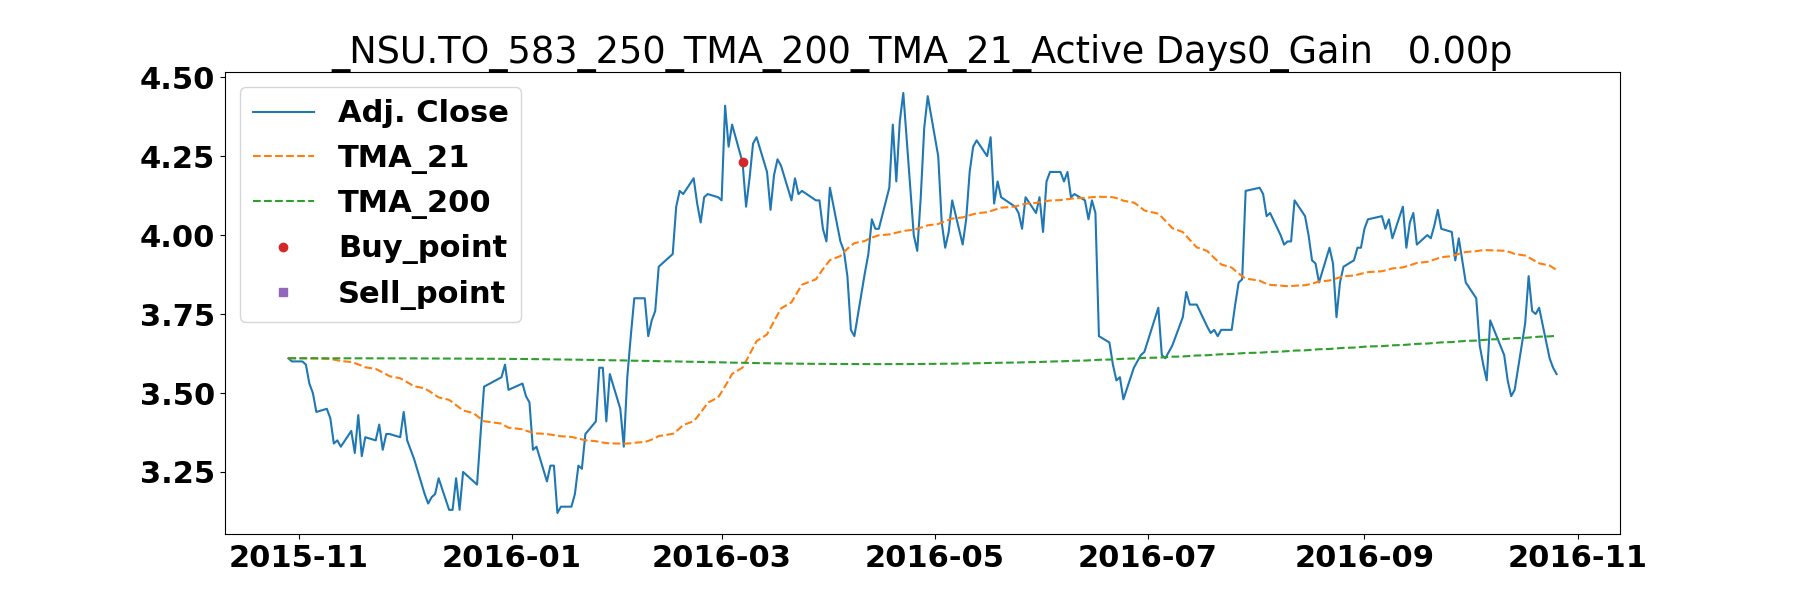 _NSU.TO_583_250_TMA_200_TMA_21_Active Days0_Gain   0.00p
4.50
4.25
4.00
3.75
3.50
3.25
Adj. Close
TMA_21
TMA_200
Buy_point
Sell_point
2015-11 2016-01 2016-03 2016-05 2016-07 2016-09 2016-11